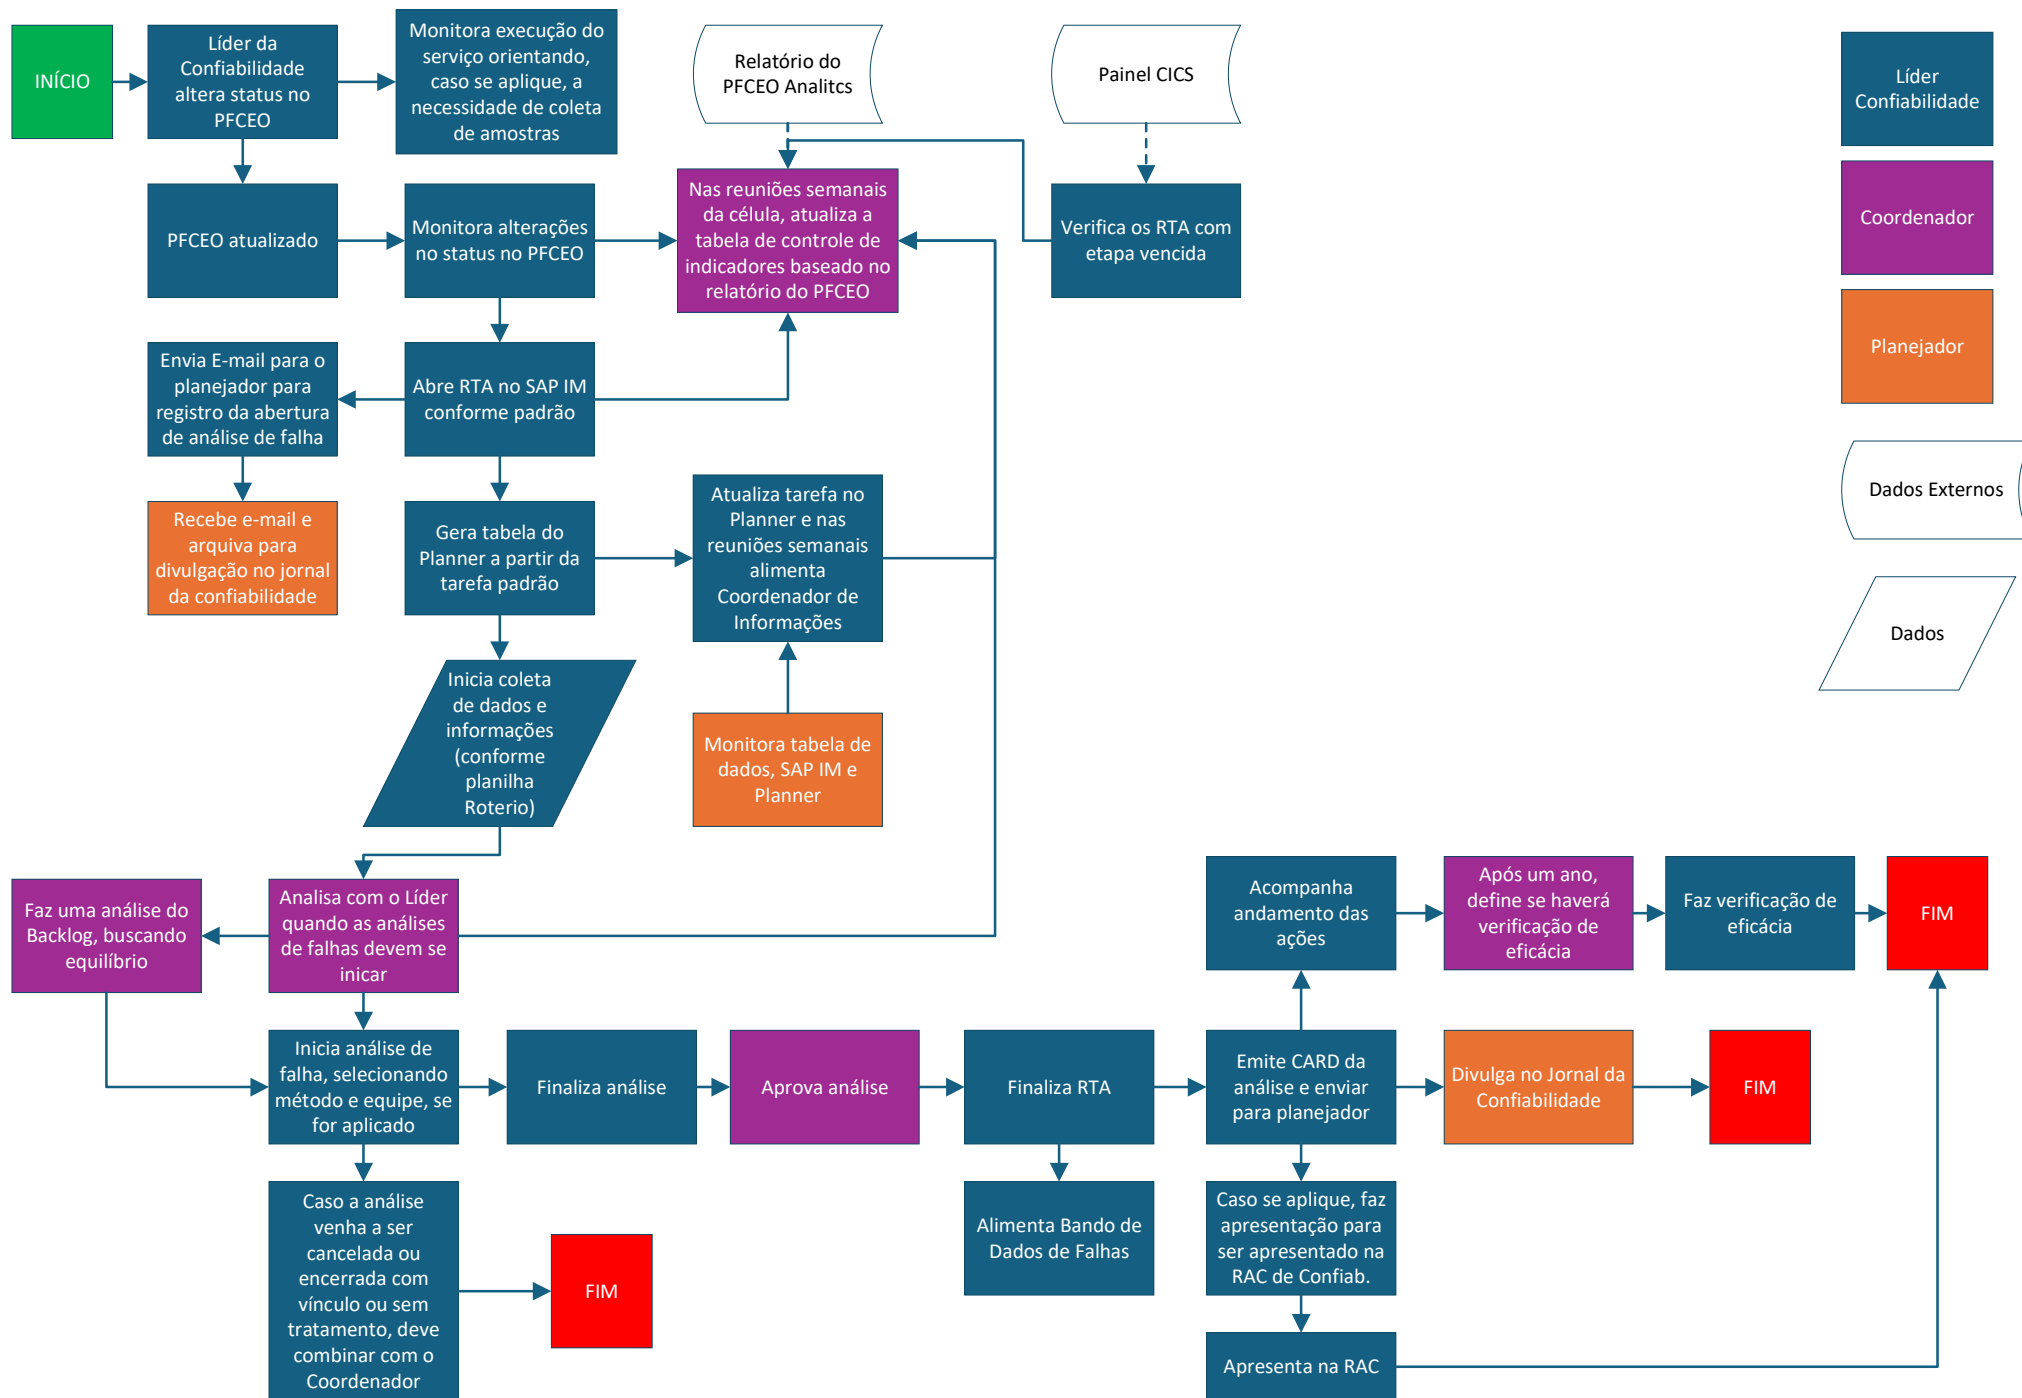 INÍCIO
Líder da
Confiabilidade
altera status no
PFCEO
Monitora execução do
serviço orientando,
caso se aplique, a
necessidade de coleta
de amostras
Relatório do
PFCEO Analitcs
Painel CICS
Líder
Confiabilidade
PFCEO atualizado
Monitora alterações
no status no PFCEO
Nas reuniões semanais
da célula, atualiza a
tabela de controle de
indicadores baseado no
relatório do PFCEO
Verifica os RTA com
etapa vencida
Coordenador
Envia E-mail para o
planejador para
registro da abertura
de análise de falha
Abre RTA no SAP IM
conforme padrão
Planejador
Recebe e-mail e
arquiva para
divulgação no jornal
da confiabilidade
Gera tabela do
Planner a partir da
tarefa padrão
Atualiza tarefa no
Planner e nas
reuniões semanais
alimenta
Coordenador de
Informações
Dados Externos
Dados
Inicia coleta
de dados e
informações
(conforme
planilha
Roterio)
Monitora tabela de
dados, SAP IM e
Planner
Faz uma análise do
Backlog, buscando
equilíbrio
Analisa com o Líder
quando as análises
de falhas devem se
inicar
Acompanha
andamento das
ações
Após um ano,
define se haverá
verificação de
eficácia
Faz verificação de
eficácia
FIM
Inicia análise de
falha, selecionando
método e equipe, se
for aplicado
Finaliza análise
Aprova análise
Finaliza RTA
Emite CARD da
análise e enviar
para planejador
Divulga no Jornal da
Confiabilidade
FIM
Caso a análise
venha a ser
cancelada ou
encerrada com
vínculo ou sem
tratamento, deve
combinar com o
Coordenador
FIM
Alimenta Bando de
Dados de Falhas
Caso se aplique, faz
apresentação para
ser apresentado na
RAC de Confiab.
Apresenta na RAC